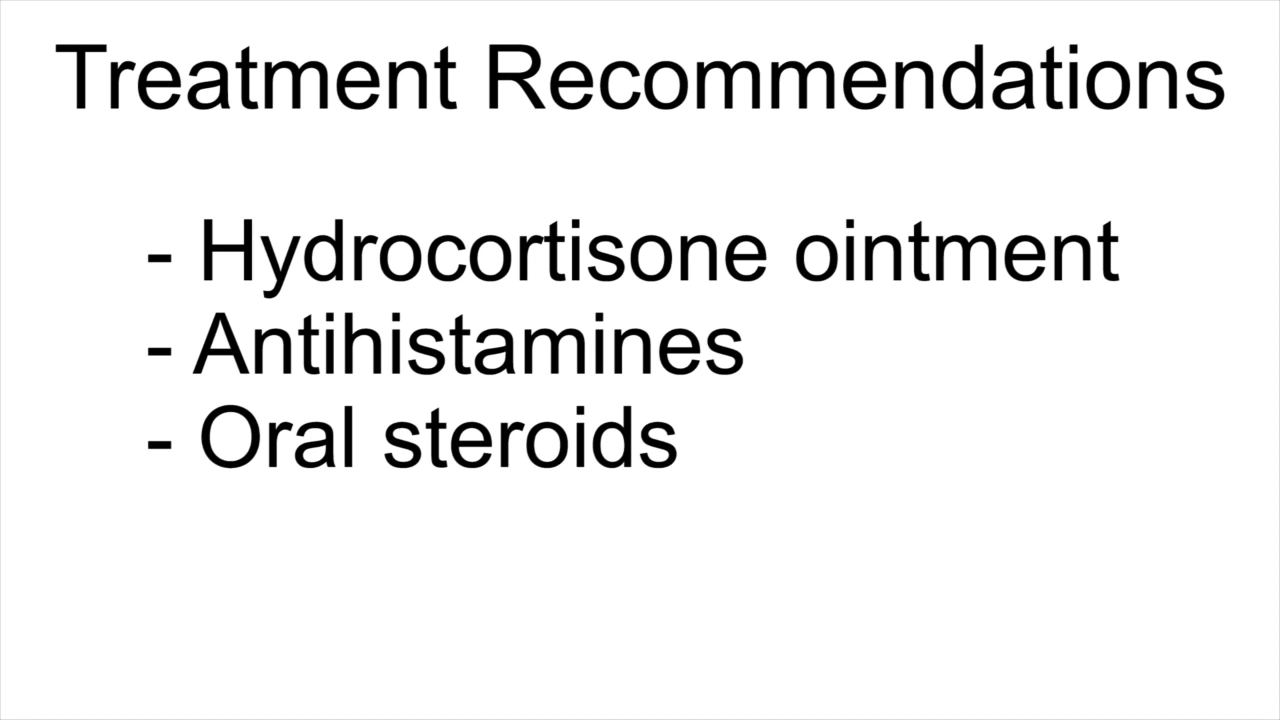 Treatment Recommendations
- Hydrocortisone ointment
- Antihistamines
- Oral steroids